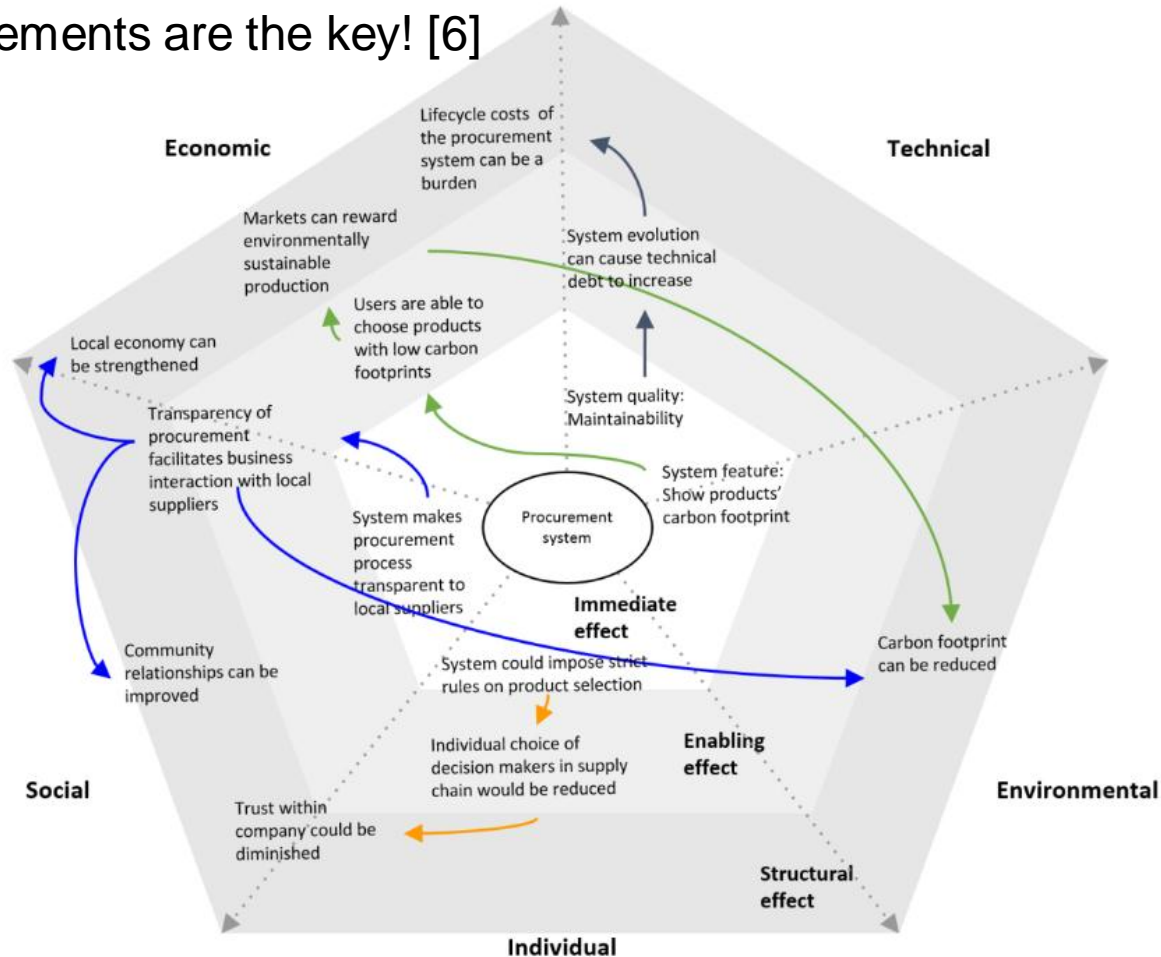 ements are the key! [6]
Economic
Technical
Lifecycle costs of
the procurement
system can be a
burden
Markets can reward
environmentally
sustainable
production
System evolution
can cause technical
debt to increase
Users are able to
choose products
with low carbon
footprints
Local economy can
be strengthened
System quality:
Maintainability
Transparency of
procurement
facilitates business
interaction with local
suppliers
System feature:
Show products'
carbon footprint
System makes
procurement
process
transparent to
local suppliers
Procurement
system
Immediate
effect
Carbon footprint
can be reduced
Community
relationships can be
improved
System could impose strict
rules on product selection
Individual choice of
decision makers in supply
chain would be reduced
Enabling
effect
Social
Environmental
Trust within
company could be
diminished
Structural
effect
Individual